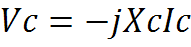 Vc = −jXcIc